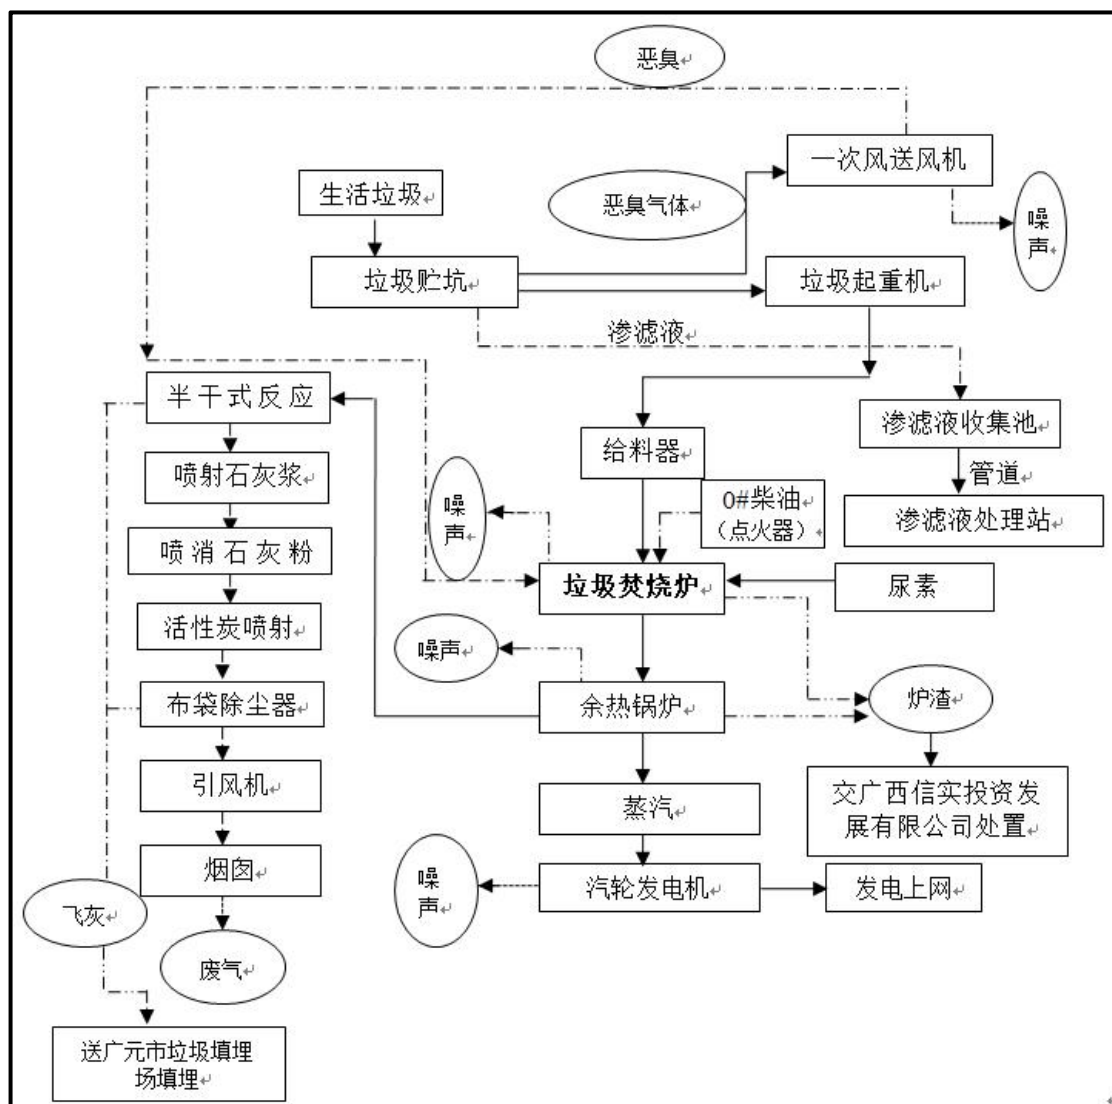 恶臭
一次风送风机
生活垃圾
恶臭气体
噪
声
垃圾贮坑
垃圾起重机
渗滤液
半干式反应
给料器
渗滤液收集池
喷射石灰浆
噪
声
0#柴油
（点火器）
管道
渗滤液处理站
喷消石灰粉
垃圾焚烧炉
尿素
活性炭喷射
噪声
布袋除尘器
余热锅炉
炉渣
引风机
蒸汽
交广西信实投资发
展有限公司处置
烟囱
噪
声
汽轮发电机
发电上网
飞灰
废气
送广元市垃圾填埋
场填埋